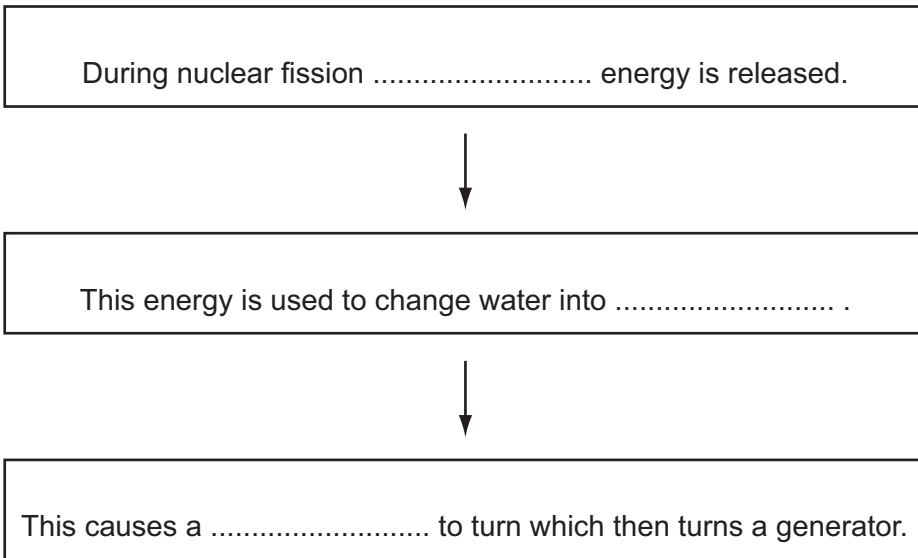 During nuclear fission ........................... energy is released.
This energy is used to change water into ........................... .
This causes a ........................... to turn which then turns a generator.